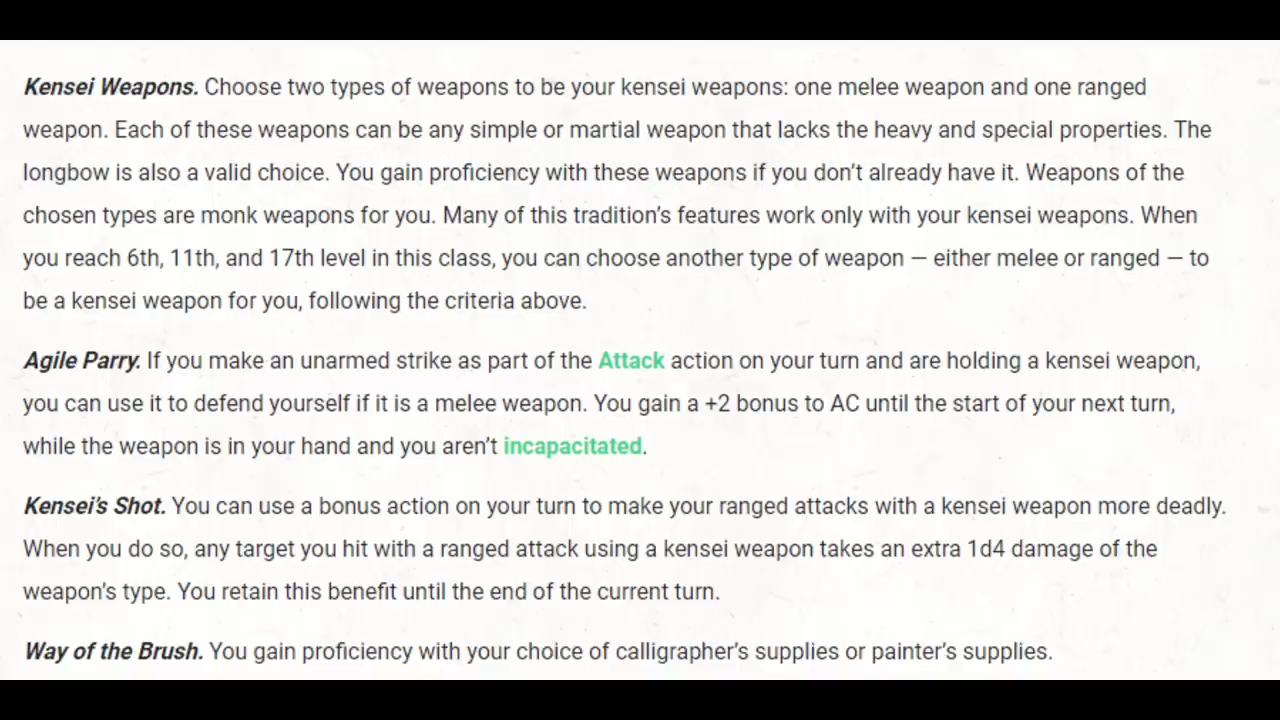 Kensei Weapons. Choose two types of weapons to be your kensei weapons: one melee weapon and one ranged
weapon. Each of these weapons can be any simple or martial weapon that lacks the heavy and special properties. The
longbow is also a valid choice. You gain proficiency with these weapons if you don’t already have it. Weapons of the
chosen types are monk weapons for you. Many of this tradition’s features work only with your kensei weapons. When
you reach 6th, 11th, and 17th level in this class, you can choose another type of weapon — either melee or ranged — to
be a kensei weapon for you, following the criteria above.
Agile Parry. If you make an unarmed strike as part of the Attack action on your turn and are holding a kensei weapon,
you can use it to defend yourself if it is a melee weapon. You gain a +2 bonus to AC until the start of your next turn,
while the weapon is in your hand and you aren’t incapacitated.
Kensei’s Shot. You can use a bonus action on your turn to make your ranged attacks with a kensei weapon more deadly.
When you do so, any target you hit with a ranged attack using a kensei weapon takes an extra 1d4 damage of the
weapon’s type. You retain this benefit until the end of the current turn.
Way of the Brush. You gain proficiency with your choice of calligrapher’s supplies or painter’s supplies.